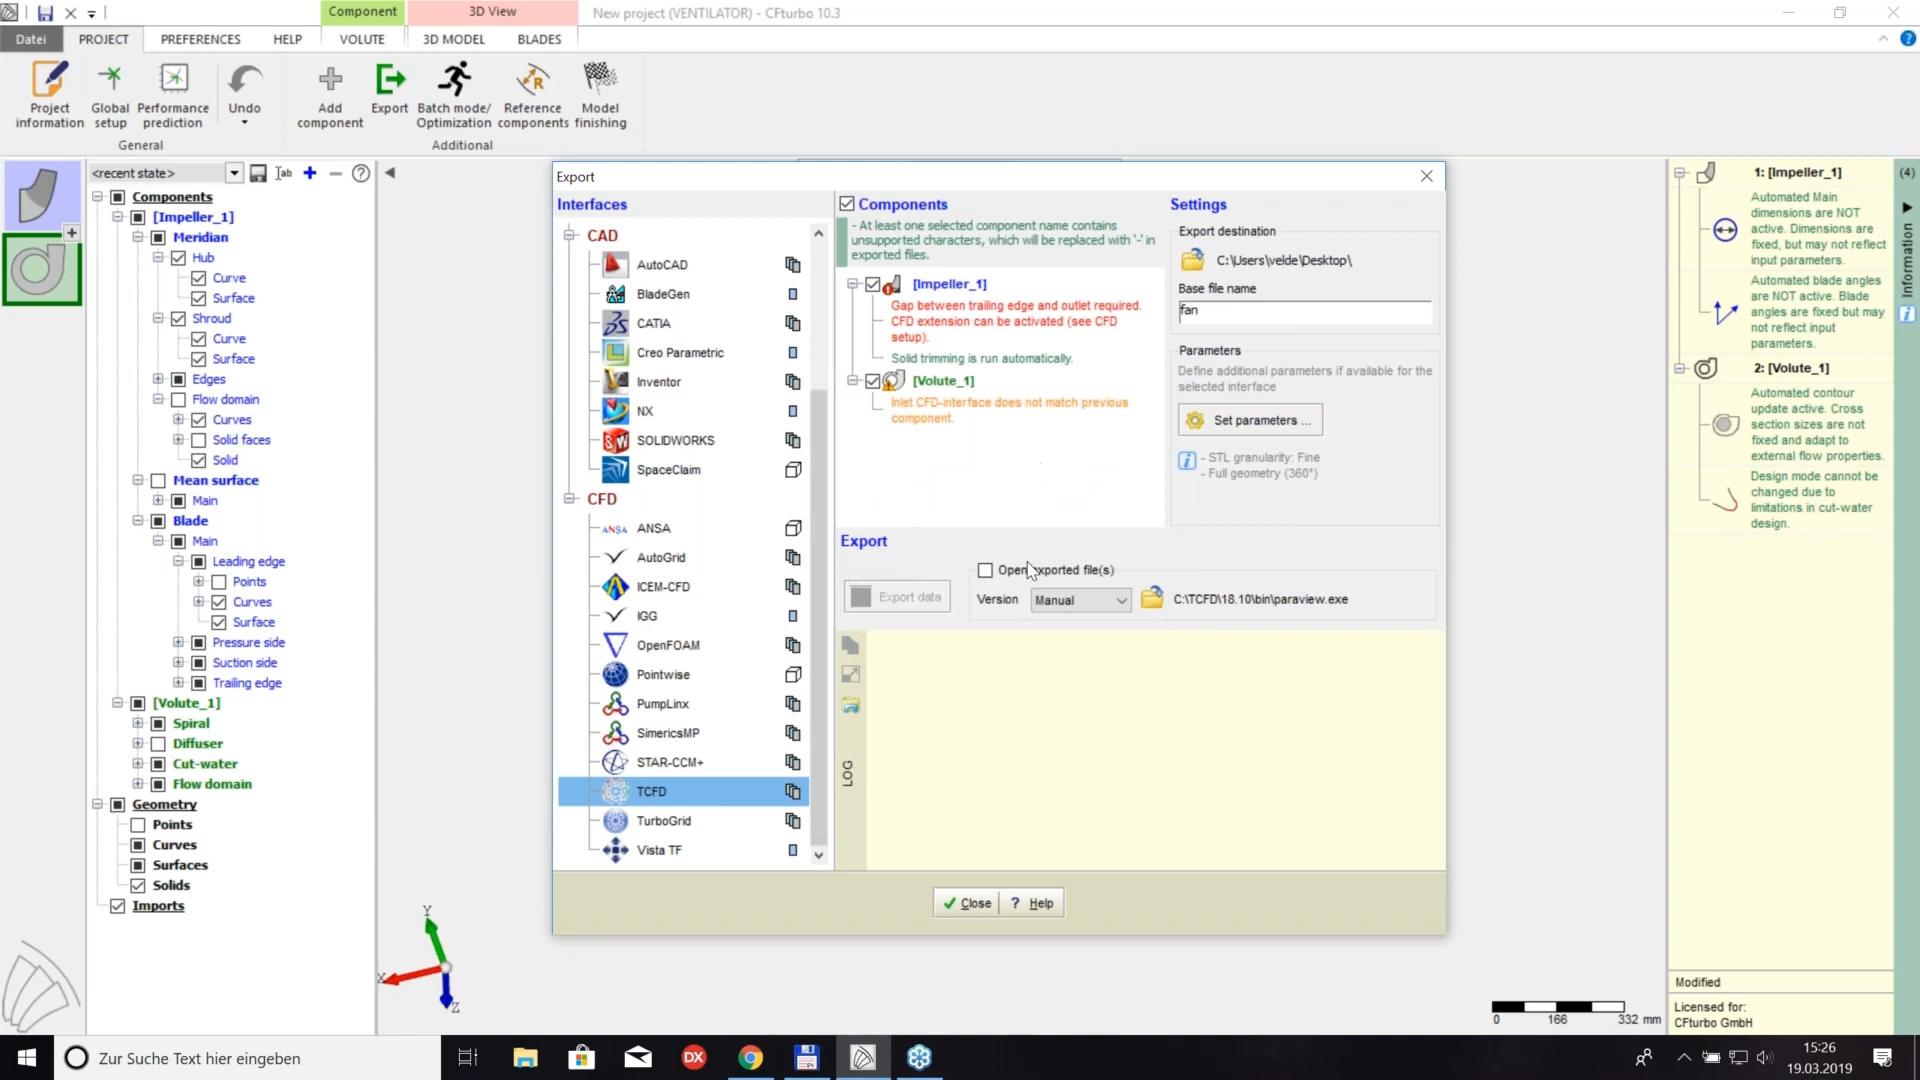 Component
3D View
New project (VENTILATOR) - CFturbo 10.3
Datei
PROJECT
PREFERENCES
HELP
VOLUTE
3D MODEL
BLADES
Project
information
Global
setup
Performance
prediction
Undo
Add
component
Export
Batch mode/
Optimization
Reference
components
Model
finishing
General
Additional
<recent state>
Components
[Impeller_1]
Meridian
Hub
Curve
Surface
Shroud
Curve
Surface
Edges
Flow domain
Curves
Solid faces
Solid
Mean surface
Main
Blade
Main
Leading edge
Points
Curves
Surface
Pressure side
Suction side
Trailing edge
[Volute_1]
Spiral
Diffuser
Cut-water
Flow domain
Geometry
Points
Curves
Surfaces
Solids
Imports
Y
X
Z
Export
Interfaces
CAD
AutoCAD
BladeGen
CATIA
Creo Parametric
Inventor
NX
SOLIDWORKS
SpaceClaim
CFD
ANSA
ANSA
AutoGrid
ICEM-CFD
IGG
OpenFOAM
Pointwise
PumpLinx
SimericsMP
STAR-CCM+
TCFD
TurboGrid
Vista TF
Components
- At least one selected component name contains
unsupported characters, which will be replaced with '-' in
exported files.
[Impeller_1]
Gap between trailing edge and outlet required.
CFD extension can be activated (see CFD
setup).
Solid trimming is run automatically.
[Volute_1]
Inlet CFD-interface does not match previous
component.
Settings
Export destination
C:\Users\velde\Desktop\
Base file name
fan
Parameters
Define additional parameters if available for the
selected interface
Set parameters ...
- STL granularity: Fine
- Full geometry (360°)
Export
Export data
Open exported file(s)
Version
Manual
C:\TCFD\18.10\bin\paraview.exe
LOG
Close
? Help
1: [Impeller_1]
Automated Main
dimensions are NOT
active. Dimensions are
fixed, but may not reflect
input parameters.
Automated blade angles
are NOT active. Blade
angles are fixed but may
not reflect input
parameters.
2: [Volute_1]
Automated contour
update active. Cross
section sizes are not
fixed and adapt to
external flow properties.
Design mode cannot be
changed due to
limitations in cut-water
design.
(4)
Information
Modified
Licensed for:
CFturbo GmbH
0
166
332 mm
Zur Suche Text hier eingeben
DX
15:26
19.03.2019